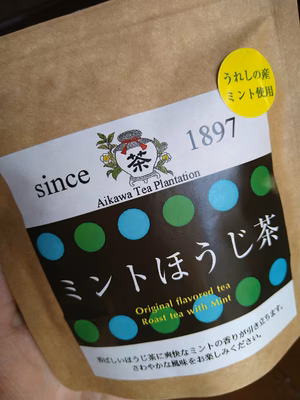 うれしの産
ミント使用
since 茶 1897
Aikawa Tea Plantation
ミントほうじ茶
Original flavored tea
Roast tea with Mint
香ばしいほうじ茶に爽快なミントの香りが引き立ちます。
さわやかな風味をお楽しみください。